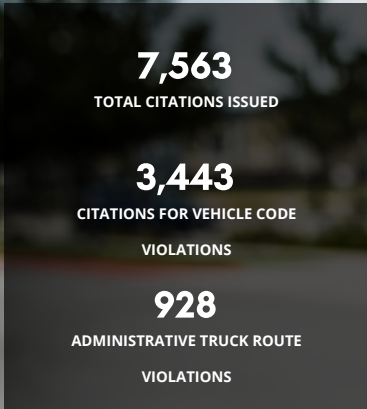 7,563
TOTAL CITATIONS ISSUED
3,443
CITATIONS FOR VEHICLE CODE
VIOLATIONS
928
ADMINISTRATIVE TRUCK ROUTE
VIOLATIONS